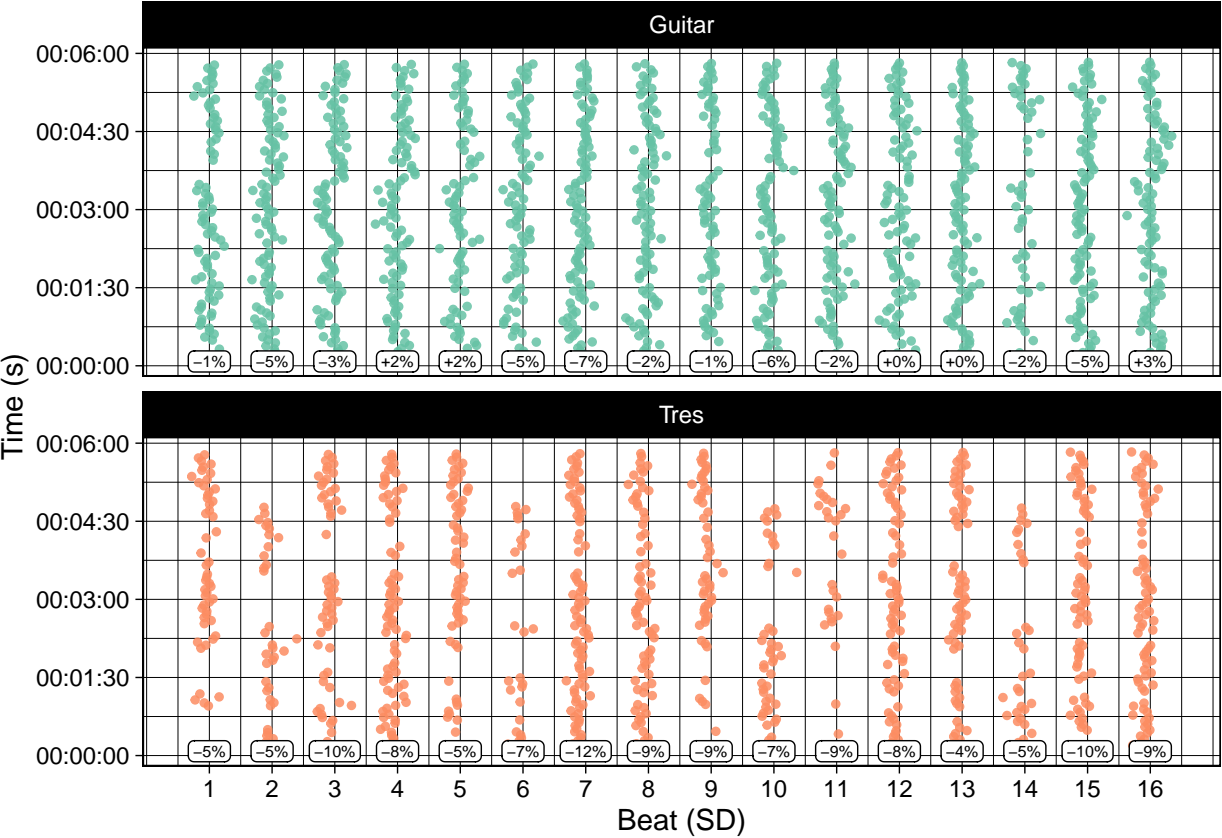 Guitar
00:06:00
00:04:30
00:03:00
00:01:30
00:00:00
−1% −5% −3% +2% +2% −5% −7% −2% −1% −6% −2% +0% +0% −2% −5% +3%
Time (s)
Tres
00:06:00
00:04:30
00:03:00
00:01:30
00:00:00
−5% −5% −10% −8% −5% −7% −12% −9% −9% −7% −9% −8% −4% −5% −10% −9%
1 2 3 4 5 6 7 8 9 10 11 12 13 14 15 16
Beat (SD)